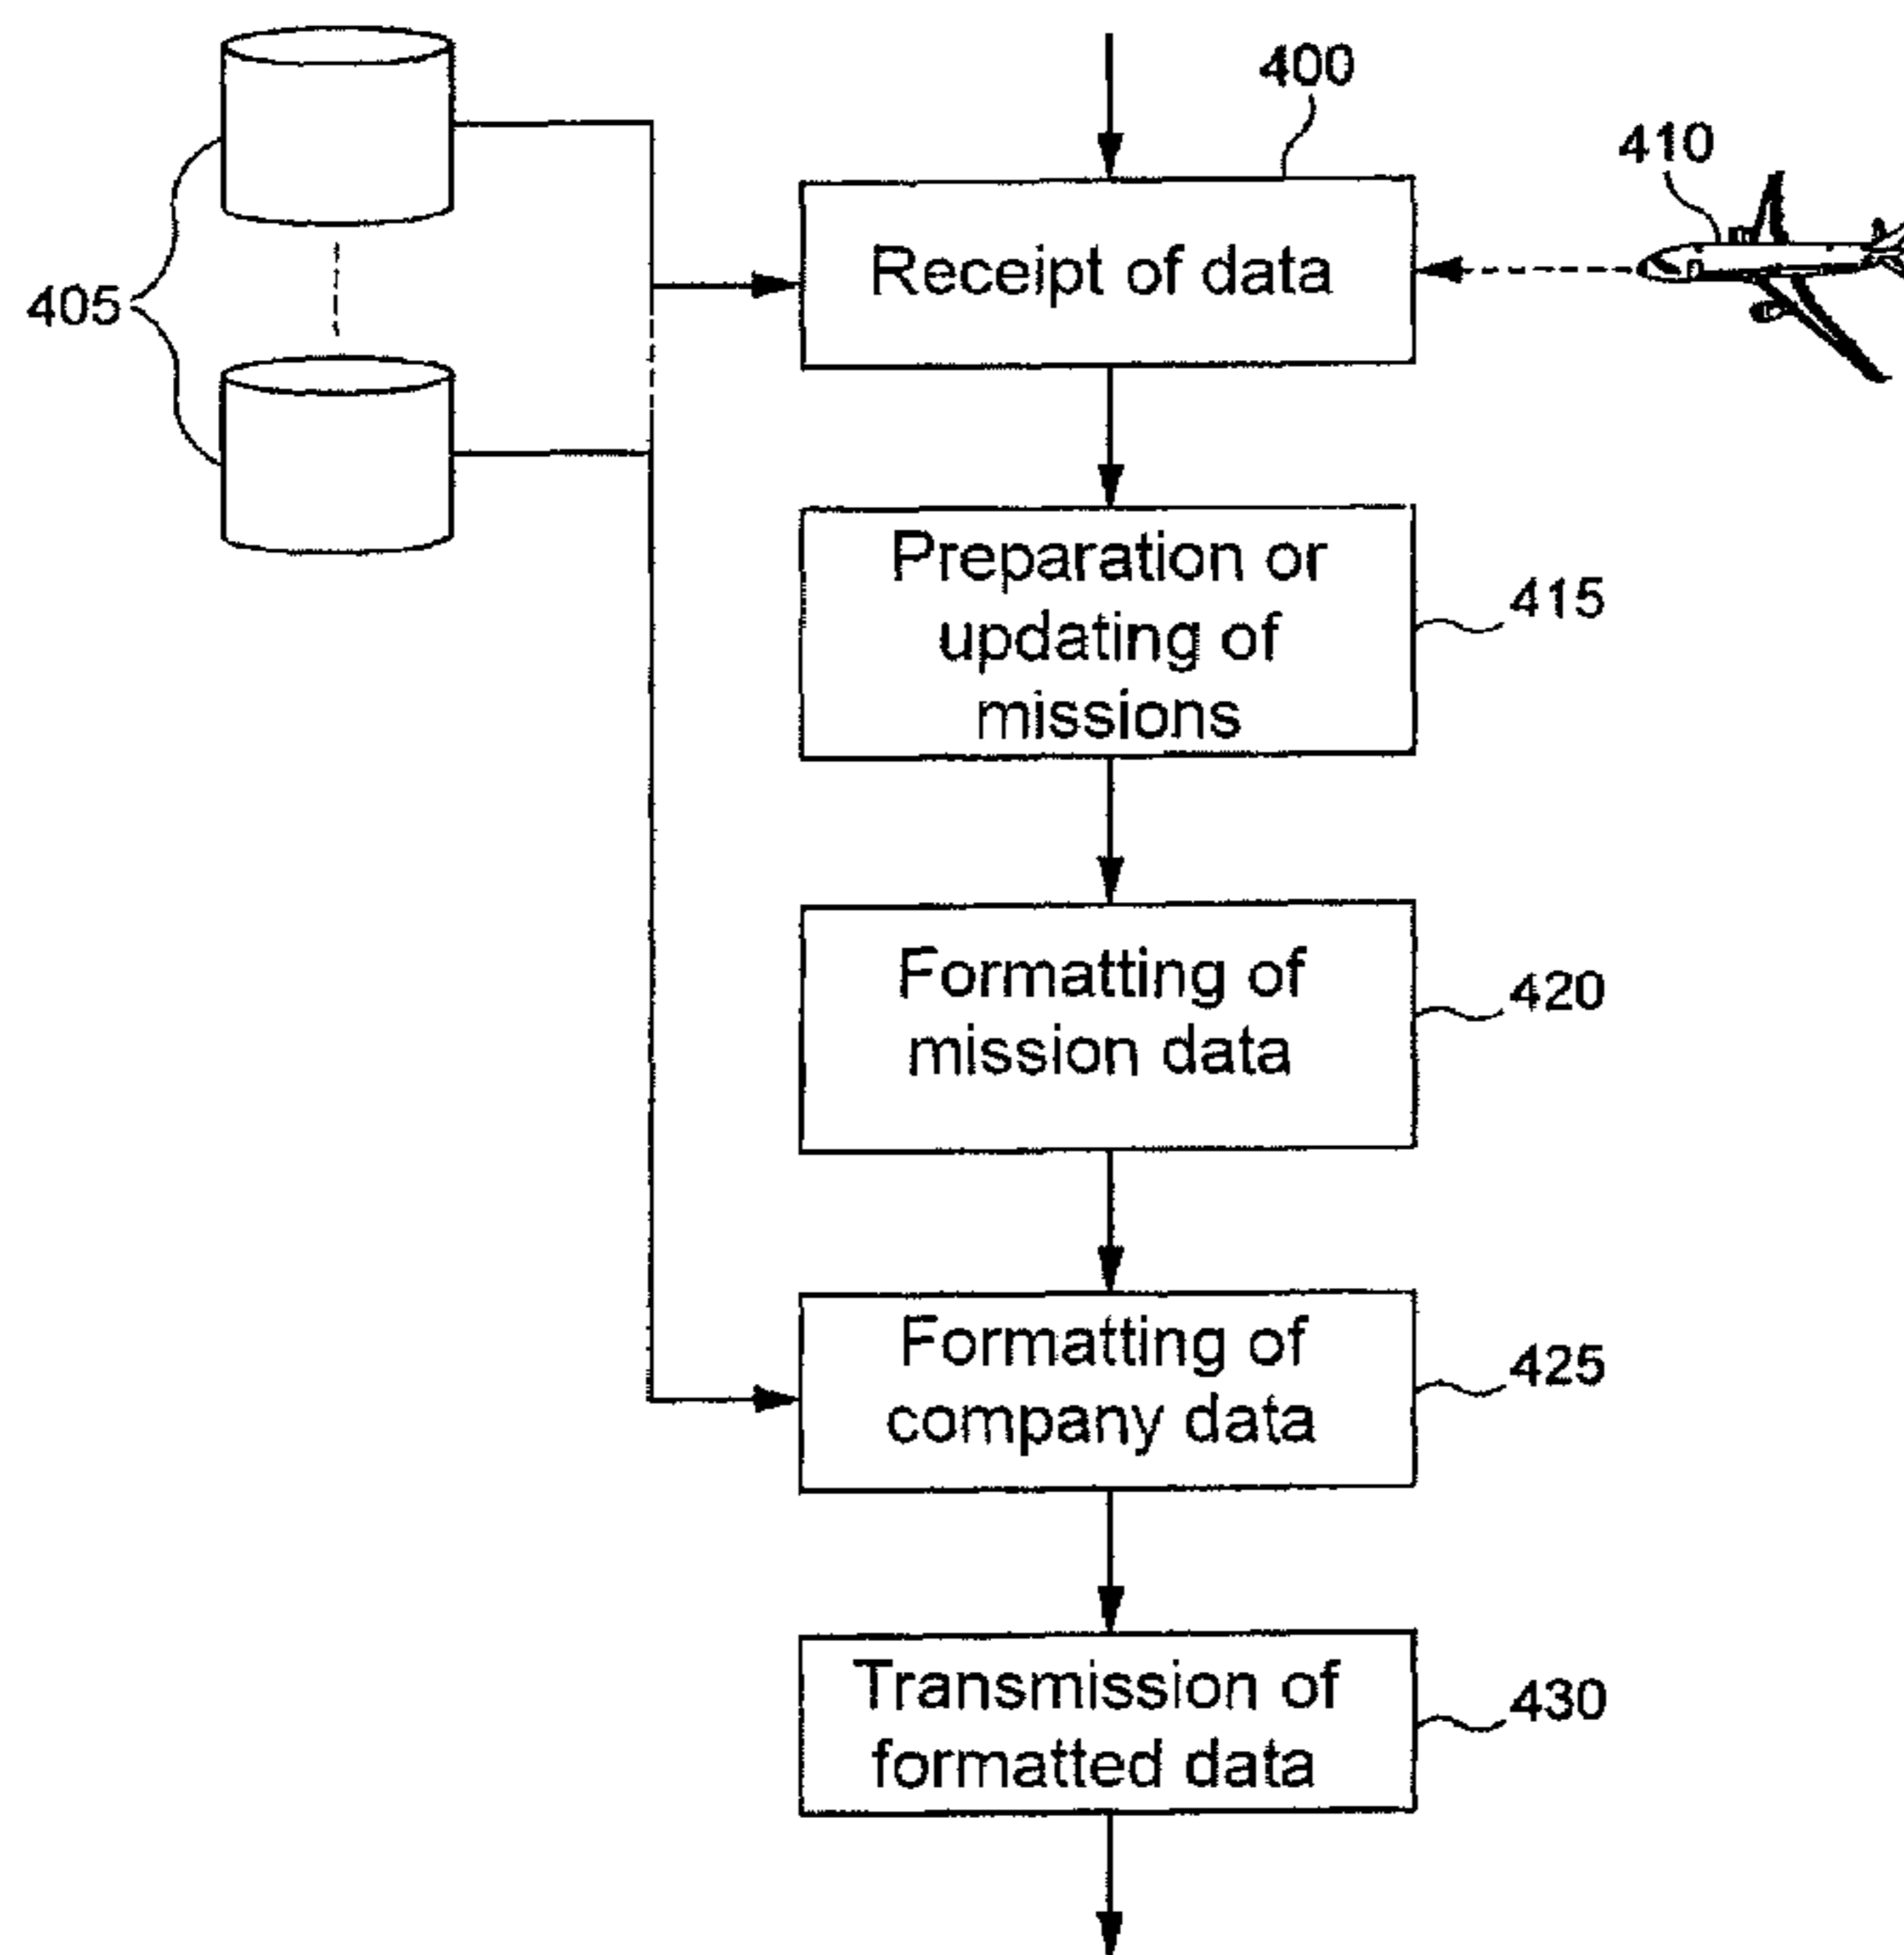 400
410
Receipt of data
405
Preparation or
updating of
missions
415
Formatting of
mission data
420
Formatting of
company data
425
Transmission of
formatted data
430